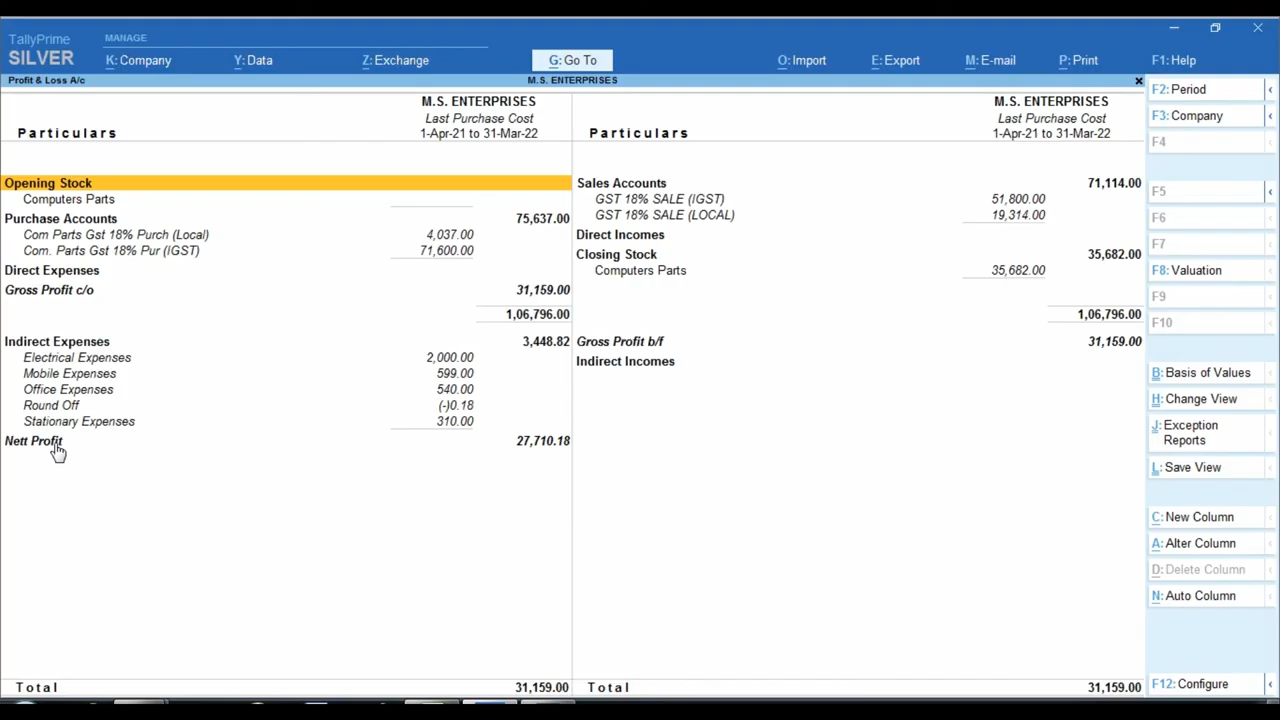 TallyPrime
SILVER
MANAGE
K: Company
Y: Data
Z: Exchange
G: Go To
O: Import
E: Export
M: E-mail
P: Print
F1: Help
Profit & Loss A/c
M.S. ENTERPRISES
Particulars
M.S. ENTERPRISES
Last Purchase Cost
1-Apr-21 to 31-Mar-22
Opening Stock
Computers Parts
Purchase Accounts 75,637.00
Com Parts Gst 18% Purch (Local) 4,037.00
Com. Parts Gst 18% Pur (IGST) 71,600.00
Direct Expenses
Gross Profit c/o 31,159.00
1,06,796.00
Indirect Expenses 3,448.82
Electrical Expenses 2,000.00
Mobile Expenses 599.00
Office Expenses 540.00
Round Off (-)0.18
Stationary Expenses 310.00
Nett Profit 27,710.18
Total 31,159.00
Particulars
M.S. ENTERPRISES
Last Purchase Cost
1-Apr-21 to 31-Mar-22
Sales Accounts 71,114.00
GST 18% SALE (IGST) 51,800.00
GST 18% SALE (LOCAL) 19,314.00
Direct Incomes
Closing Stock 35,682.00
Computers Parts 35,682.00
1,06,796.00
Gross Profit b/f 31,159.00
Indirect Incomes
Total 31,159.00
F2: Period
F3: Company
F4
F5
F6
F7
F8: Valuation
F9
F10
B: Basis of Values
H: Change View
J: Exception
Reports
L: Save View
C: New Column
A: Alter Column
D: Delete Column
N: Auto Column
F12: Configure